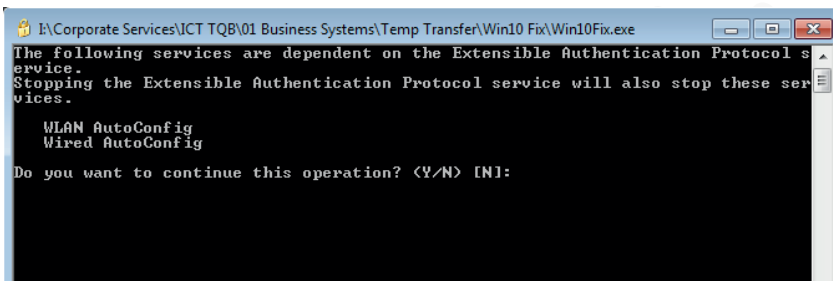 I:\Corporate Services\ICT TQB\01 Business Systems\Temp Transfer\Win10 Fix\Win10Fix.exe
The following services are dependent on the Extensible Authentication Protocol s
ervice.
Stopping the Extensible Authentication Protocol service will also stop these ser
vices.
WLAN AutoConfig
Wired AutoConfig
Do you want to continue this operation? (Y/N) [N]: